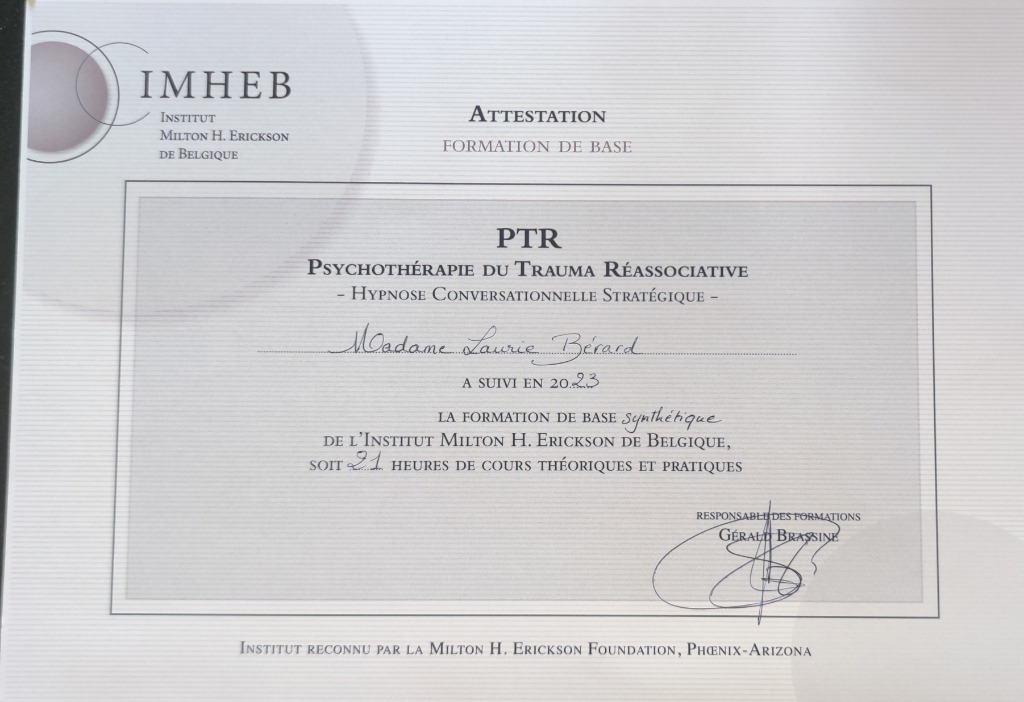 IMHEB
INSTITUT
MILTON H. ERICKSON
DE BELGIQUE
ATTESTATION
FORMATION DE BASE
PTR
PSYCHOTHÉRAPIE DU TRAUMA RÉASSOCIATIVE
– HYPNOSE CONVERSATIONNELLE STRATÉGIQUE –
Madame Laurie Bérard
A SUIVI EN 2023
LA FORMATION DE BASE synthétique
DE L'INSTITUT MILTON H. ERICKSON DE BELGIQUE,
SOIT 21 HEURES DE COURS THÉORIQUES ET PRATIQUES
RESPONSABLE DES FORMATIONS
GÉRALD BRASSINE
INSTITUT RECONNU PAR LA MILTON H. ERICKSON FOUNDATION, PHŒNIX-ARIZONA